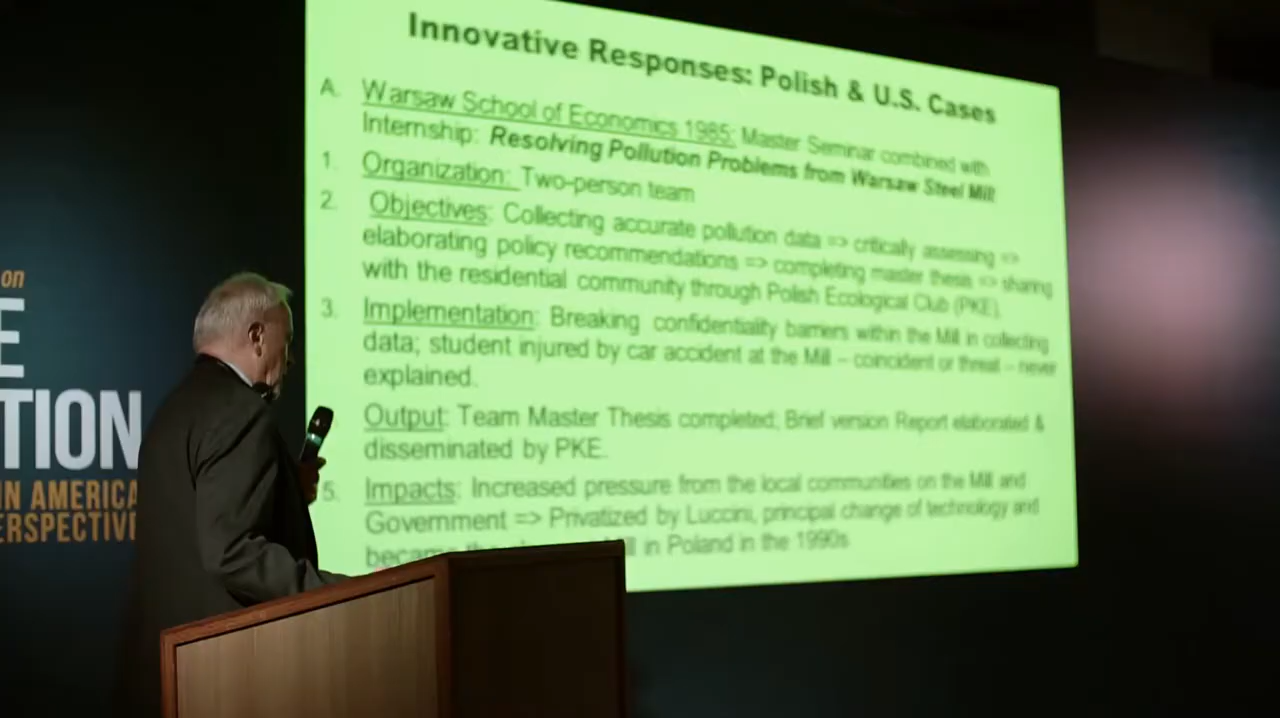 on
E
TION
IN AMERICA
ERSPECTIVE
Innovative Responses: Polish & U.S. Cases
A. Warsaw School of Economics 1985: Master Seminar combined with
Internship: Resolving Pollution Problems from Warsaw Steel Mill
1. Organization: Two-person team
2. Objectives: Collecting accurate pollution data => critically assessing =>
elaborating policy recommendations => completing master thesis => sharing
with the residential community through Polish Ecological Club (PKE).
3. Implementation: Breaking confidentiality barriers within the Mill in collecting
data; student injured by car accident at the Mill – coincident or threat – never
explained.
Output: Team Master Thesis completed; Brief version Report elaborated &
disseminated by PKE.
5. Impacts: Increased pressure from the local communities on the Mill and
Government => Privatized by Luccini, principal change of technology and
became in Poland in the 1990s